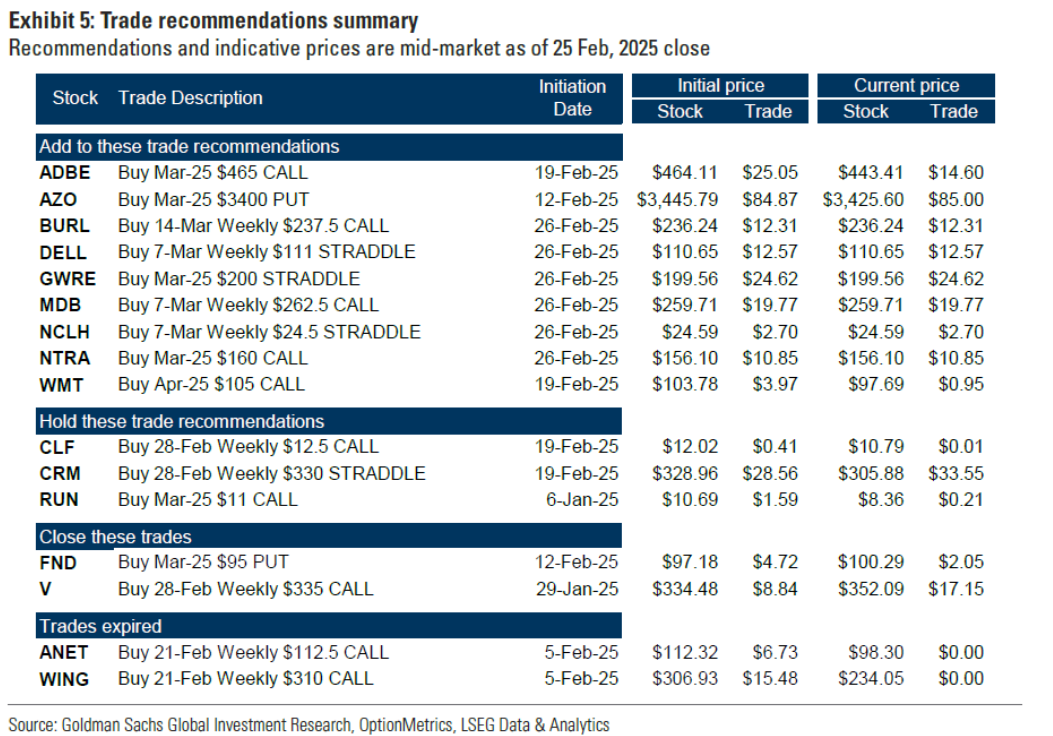 Exhibit 5: Trade recommendations summary
Recommendations and indicative prices are mid-market as of 25 Feb, 2025 close
Stock Trade Description Initiation Date Initial price Current price
Stock Trade Stock Trade
Add to these trade recommendations
ADBE Buy Mar-25 $465 CALL 19-Feb-25 $464.11 $25.05 $443.41 $14.60
AZO Buy Mar-25 $3400 PUT 12-Feb-25 $3,445.79 $84.87 $3,425.60 $85.00
BURL Buy 14-Mar Weekly $237.5 CALL 26-Feb-25 $236.24 $12.31 $236.24 $12.31
DELL Buy 7-Mar Weekly $111 STRADDLE 26-Feb-25 $110.65 $12.57 $110.65 $12.57
GWRE Buy Mar-25 $200 STRADDLE 26-Feb-25 $199.56 $24.62 $199.56 $24.62
MDB Buy 7-Mar Weekly $262.5 CALL 26-Feb-25 $259.71 $19.77 $259.71 $19.77
NCLH Buy 7-Mar Weekly $24.5 STRADDLE 26-Feb-25 $24.59 $2.70 $24.59 $2.70
NTRA Buy Mar-25 $160 CALL 26-Feb-25 $156.10 $10.85 $156.10 $10.85
WMT Buy Apr-25 $105 CALL 19-Feb-25 $103.78 $3.97 $97.69 $0.95
Hold these trade recommendations
CLF Buy 28-Feb Weekly $12.5 CALL 19-Feb-25 $12.02 $0.41 $10.79 $0.01
CRM Buy 28-Feb Weekly $330 STRADDLE 19-Feb-25 $328.96 $28.56 $305.88 $33.55
RUN Buy Mar-25 $11 CALL 6-Jan-25 $10.69 $1.59 $8.36 $0.21
Close these trades
FND Buy Mar-25 $95 PUT 12-Feb-25 $97.18 $4.72 $100.29 $2.05
V Buy 28-Feb Weekly $335 CALL 29-Jan-25 $334.48 $8.84 $352.09 $17.15
Trades expired
ANET Buy 21-Feb Weekly $112.5 CALL 5-Feb-25 $112.32 $6.73 $98.30 $0.00
WING Buy 21-Feb Weekly $310 CALL 5-Feb-25 $306.93 $15.48 $234.05 $0.00
Source: Goldman Sachs Global Investment Research, OptionMetrics, LSEG Data & Analytics